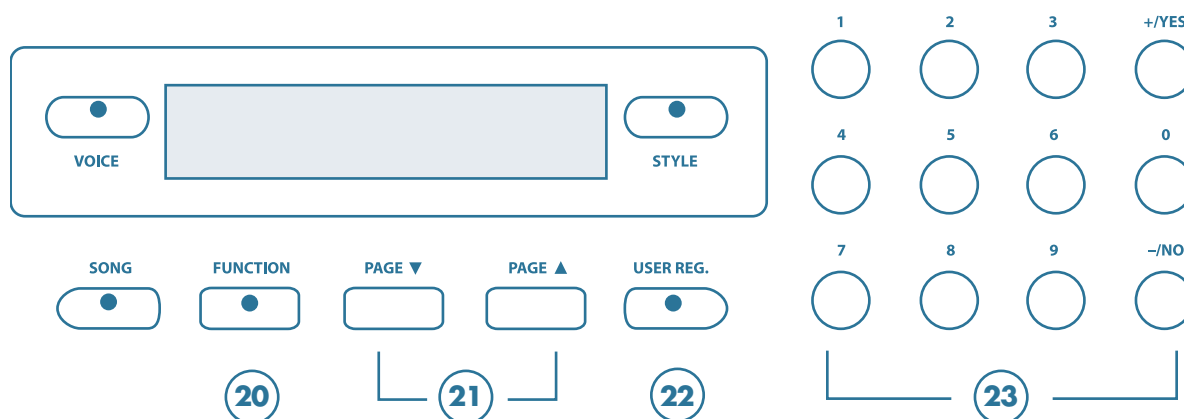 1 2 3 +/YES
VOICE STYLE
4 5 6 0
SONG FUNCTION PAGE ▼ PAGE ▲ USER REG.
7 8 9 −/NO
20 21 22 23